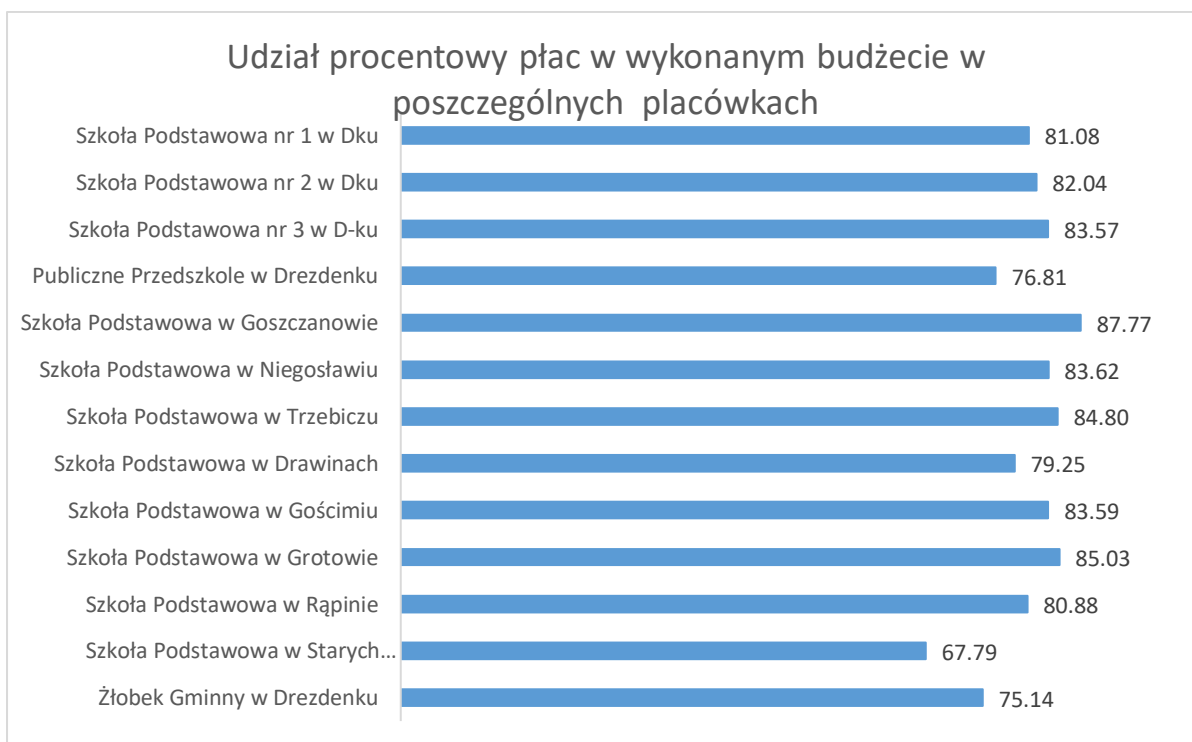 Udział procentowy płac w wykonanym budżecie w
poszczególnych placówkach
Szkoła Podstawowa nr 1 w Dku 81.08
Szkoła Podstawowa nr 2 w Dku 82.04
Szkoła Podstawowa nr 3 w D-ku 83.57
Publiczne Przedszkole w Drezdenku 76.81
Szkoła Podstawowa w Goszczanowie 87.77
Szkoła Podstawowa w Niegosławiu 83.62
Szkoła Podstawowa w Trzebiczu 84.80
Szkoła Podstawowa w Drawinach 79.25
Szkoła Podstawowa w Gościmiu 83.59
Szkoła Podstawowa w Grotowie 85.03
Szkoła Podstawowa w Rąpinie 80.88
Szkoła Podstawowa w Starych... 67.79
Żłobek Gminny w Drezdenku 75.14